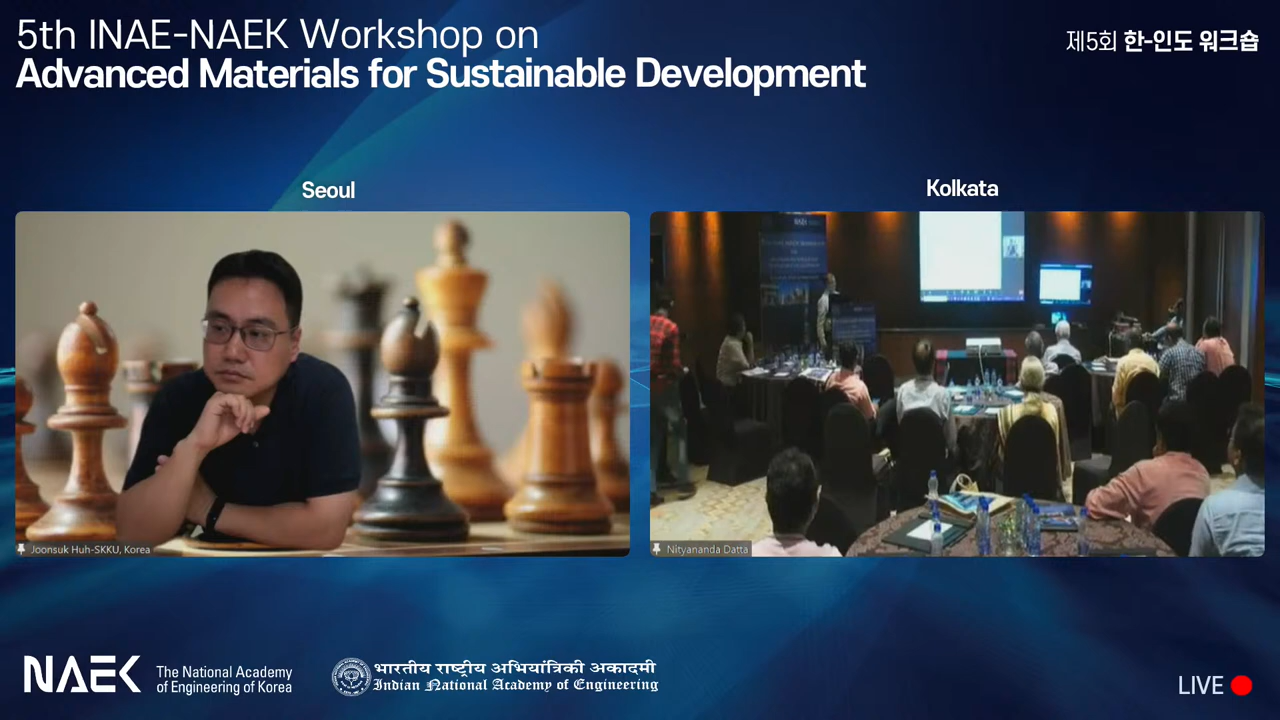 5th INAE-NAEK Workshop on
Advanced Materials for Sustainable Development
제5회 한-인도 워크숍
Seoul
Kolkata
Joonsuk Huh-SKKU, Korea
Nityananda Datta
NAEK
The National Academy
of Engineering of Korea
भारतीय राष्ट्रीय अभियांत्रिकी अकादमी
Indian National Academy of Engineering
LIVE